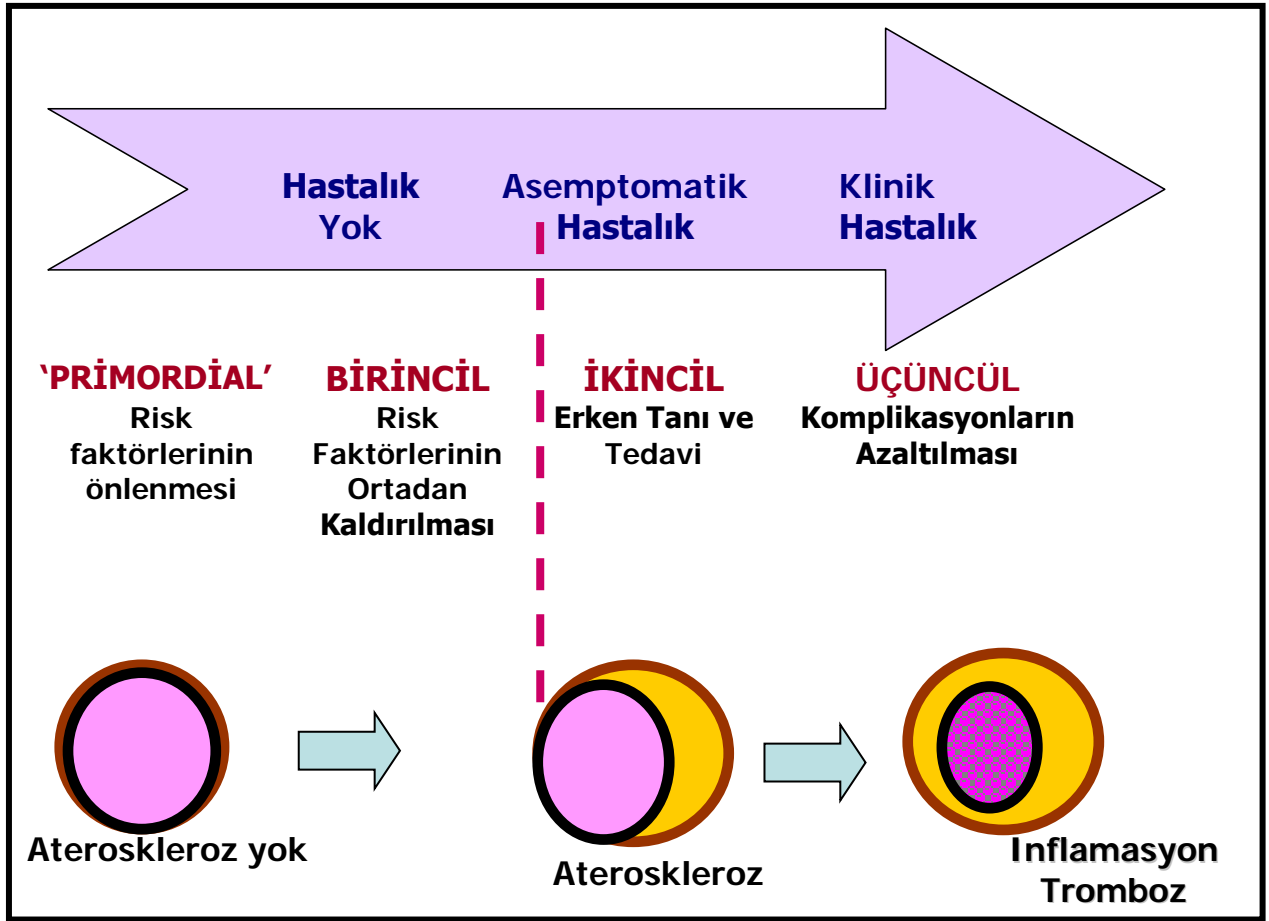 Hastalık
Yok
Asemptomatik
Hastalık
Klinik
Hastalık
‘PRİMORDİAL’
Risk
faktörlerinin
önlenmesi
BİRİNCİL
Risk
Faktörlerinin
Ortadan
Kaldırılması
İKİNCİL
Erken Tanı ve
Tedavi
ÜÇÜNCÜL
Komplikasyonların
Azaltılması
Ateroskleroz yok
Ateroskleroz
Inflamasyon
Tromboz